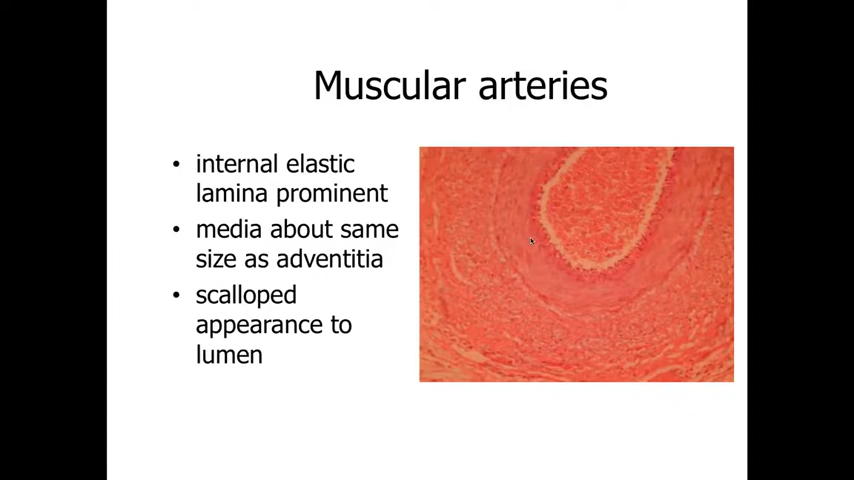 Muscular arteries
• internal elastic
lamina prominent
• media about same
size as adventitia
• scalloped
appearance to
lumen